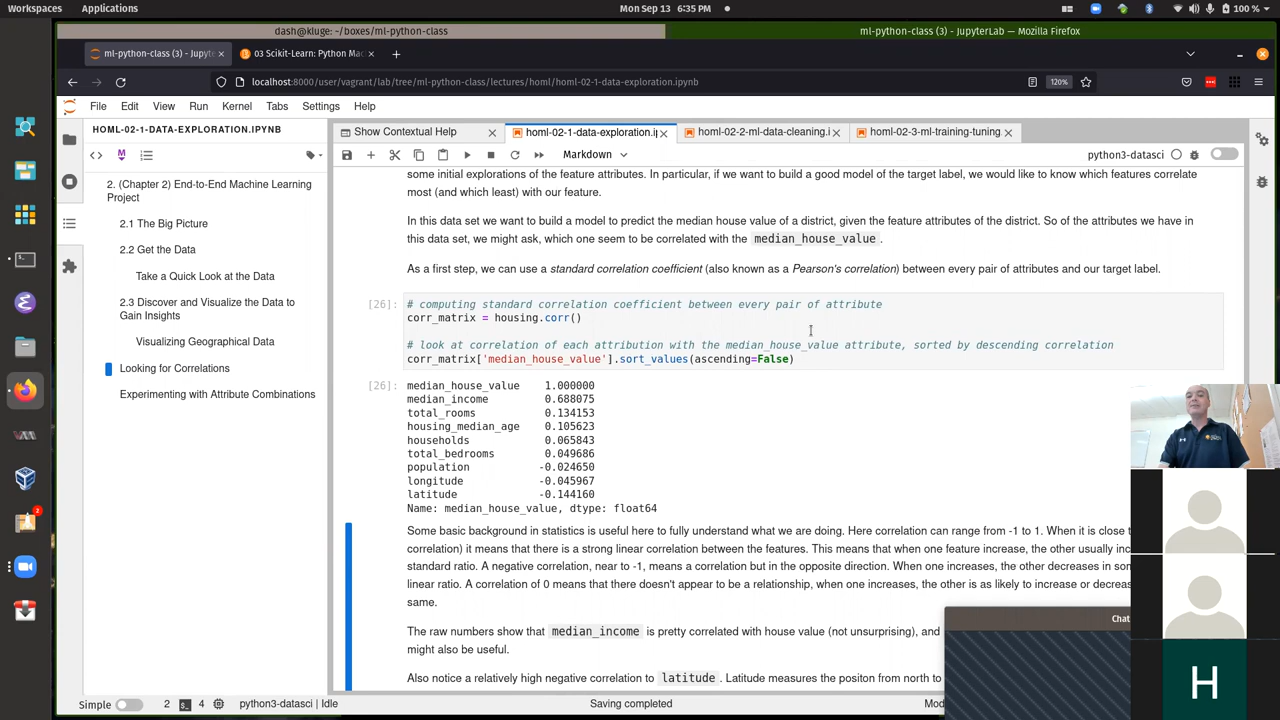 Workspaces
Applications
Mon Sep 13 6:35 PM
100 %
dash@kluge: ~/boxes/ml-python-class
ml-python-class (3) - JupyterLab — Mozilla Firefox
ml-python-class (3) - Jupyte
03 Scikit-Learn: Python Mac
localhost:8000/user/vagrant/lab/tree/ml-python-class/lectures/homl/homl-02-1-data-exploration.ipynb
120%
File Edit View Run Kernel Tabs Settings Help
HOML-02-1-DATA-EXPLORATION.IPYNB
2. (Chapter 2) End-to-End Machine Learning
Project
2.1 The Big Picture
2.2 Get the Data
Take a Quick Look at the Data
2.3 Discover and Visualize the Data to
Gain Insights
Visualizing Geographical Data
Looking for Correlations
Experimenting with Attribute Combinations
Show Contextual Help
homl-02-1-data-exploration.ip
homl-02-2-ml-data-cleaning.i
homl-02-3-ml-training-tuning.
Markdown
python3-datasci
some initial explorations of the feature attributes. In particular, if we want to build a good model of the target label, we would like to know which features correlate
most (and which least) with our feature.
In this data set we want to build a model to predict the median house value of a district, given the feature attributes of the district. So of the attributes we have in
this data set, we might ask, which one seem to be correlated with the median_house_value .
As a first step, we can use a standard correlation coefficient (also known as a Pearson's correlation) between every pair of attributes and our target label.
[26]: # computing standard correlation coefficient between every pair of attribute
corr_matrix = housing.corr()
# look at correlation of each attribution with the median_house_value attribute, sorted by descending correlation
corr_matrix['median_house_value'].sort_values(ascending=False)
[26]: median_house_value 1.000000
median_income 0.688075
total_rooms 0.134153
housing_median_age 0.105623
households 0.065843
total_bedrooms 0.049686
population -0.024650
longitude -0.045967
latitude -0.144160
Name: median_house_value, dtype: float64
Some basic background in statistics is useful here to fully understand what we are doing. Here correlation can range from -1 to 1. When it is close t
correlation) it means that there is a strong linear correlation between the features. This means that when one feature increase, the other usually inc
standard ratio. A negative correlation, near to -1, means a correlation but in the opposite direction. When one increases, the other decreases in som
linear ratio. A correlation of 0 means that there doesn't appear to be a relationship, when one increases, the other is as likely to increase or decreas
same.
The raw numbers show that median_income is pretty correlated with house value (not unsurprising), and
might also be useful.
Also notice a relatively high negative correlation to latitude . Latitude measures the positon from north to
Chat
H
2
Simple
2
4
python3-datasci | Idle
Saving completed
Mod